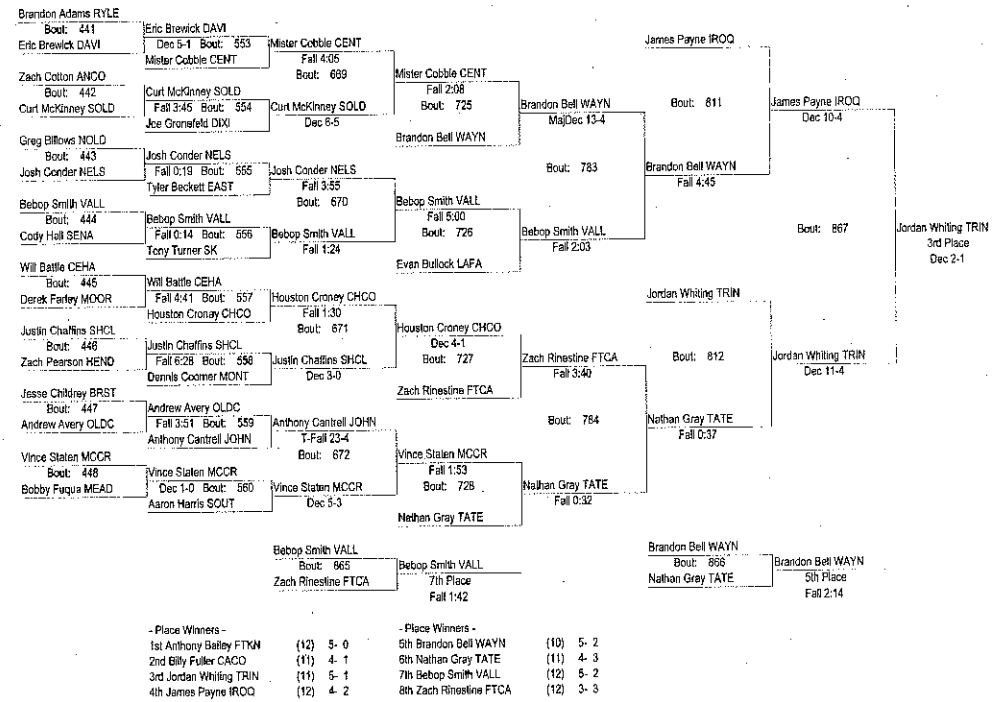 Brandon Adams RYLE
Bout: 441
Eric Brewick DAVI
Zach Cotton ANCO
Bout: 442
Curt McKinney SOLD
Greg Billows NOLD
Bout: 443
Josh Conder NELS
Bebop Smith VALL
Bout: 444
Cody Hall SENA
Will Battle CEHA
Bout: 445
Derek Farley MOOR
Justin Chaffins SHCL
Bout: 446
Zach Pearson HEND
Jesse Childrey BRST
Bout: 447
Andrew Avery OLDC
Vince Staten MCCR
Bout: 448
Bobby Fuqua MEAD
Eric Brewick DAVI
Dec 5-1 Bout: 553
Mister Cobble CENT
Curt McKinney SOLD
Fall 3:45 Bout: 554
Joe Gronefeld DIXI
Josh Conder NELS
Fall 0:19 Bout: 555
Tyler Beckett EAST
Bebop Smith VALL
Fall 0:14 Bout: 556
Tony Turner SK
Will Battle CEHA
Fall 4:41 Bout: 557
Houston Croney CHCO
Justin Chaffins SHCL
Fall 6:28 Bout: 558
Dennis Coomer MONT
Andrew Avery OLDC
Fall 3:51 Bout: 559
Anthony Cantrell JOHN
Vince Staten MCCR
Dec 1-0 Bout: 560
Aaron Harris SOUT
Mister Cobble CENT
Fall 4:05
Bout: 669
Curt McKinney SOLD
Dec 6-5
Josh Conder NELS
Fall 3:55
Bout: 670
Bebop Smith VALL
Fall 1:24
Houston Croney CHCO
Fall 1:30
Bout: 671
Justin Chaffins SHCL
Dec 3-0
Anthony Cantrell JOHN
T-Fall 23-4
Bout: 672
Vince Staten MCCR
Dec 5-3
Mister Cobble CENT
Fall 2:08
Bout: 725
Brandon Bell WAYN
Bebop Smith VALL
Fall 5:00
Bout: 726
Evan Bullock LAFA
Houston Croney CHCO
Dec 4-1
Bout: 727
Zach Rinestine FTCA
Vince Staten MCCR
Fall 1:53
Bout: 728
Nathan Gray TATE
Brandon Bell WAYN
MajDec 13-4
Bout: 783
Bebop Smith VALL
Fall 2:03
Zach Rinestine FTCA
Fall 3:40
Bout: 784
Nathan Gray TATE
Fall 0:32
James Payne IROQ
Bout: 811
Brandon Bell WAYN
Fall 4:45
Jordan Whiting TRIN
Bout: 812
Nathan Gray TATE
Fall 0:37
James Payne IROQ
Dec 10-4
Bout: 867
Jordan Whiting TRIN
Dec 11-4
Jordan Whiting TRIN
3rd Place
Dec 2-1
Bebop Smith VALL
Bout: 865
Zach Rinestine FTCA
Bebop Smith VALL
7th Place
Fall 1:42
Brandon Bell WAYN
Bout: 866
Nathan Gray TATE
Brandon Bell WAYN
5th Place
Fall 2:14
- Place Winners -
1st Anthony Bailey FTKN (12) 5- 0
2nd Billy Fuller CACO (11) 4- 1
3rd Jordan Whiting TRIN (11) 5- 1
4th James Payne IROQ (12) 4- 2
- Place Winners -
5th Brandon Bell WAYN (10) 5- 2
6th Nathan Gray TATE (11) 4- 3
7th Bebop Smith VALL (12) 5- 2
8th Zach Rinestine FTCA (12) 3- 3